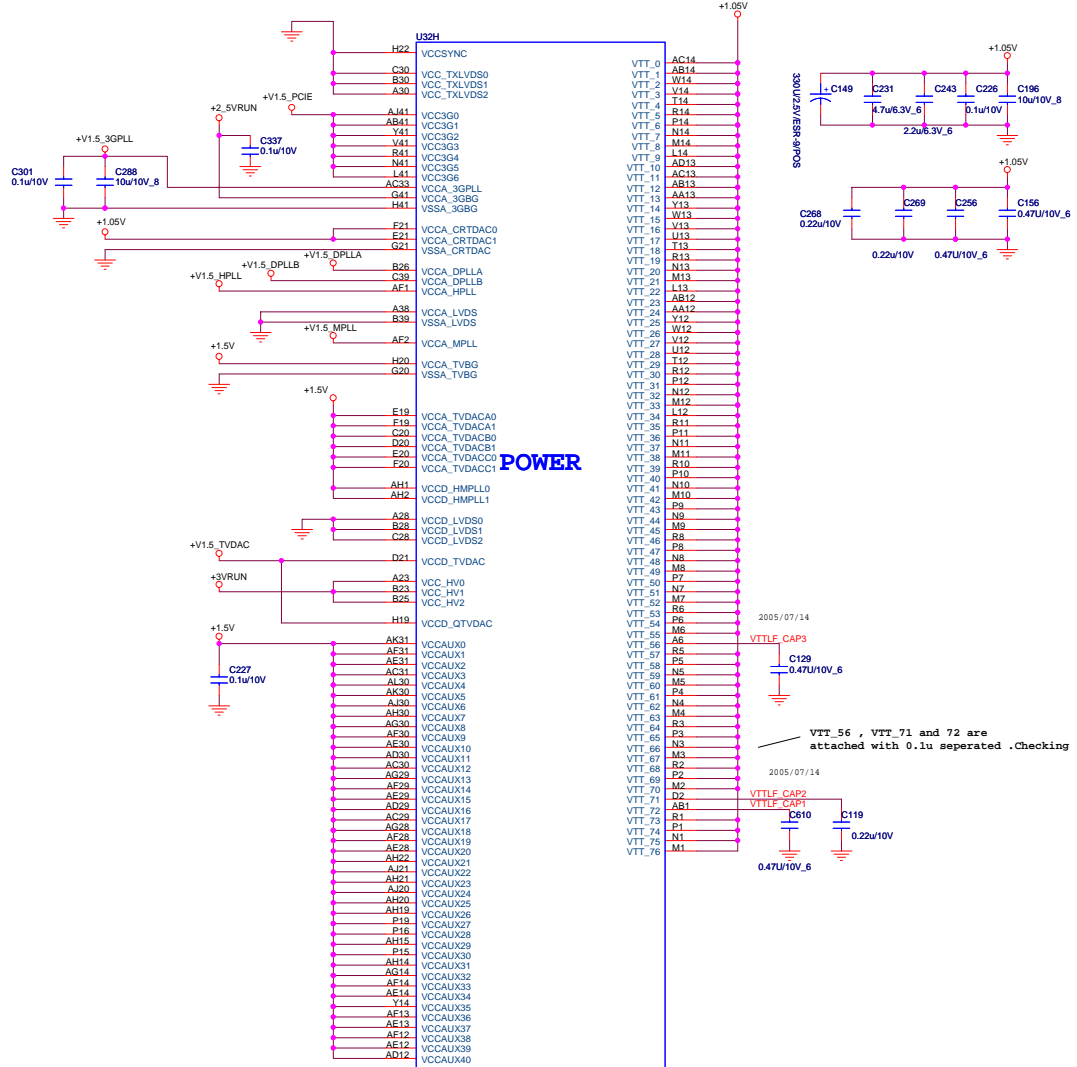 +1.05V
U32H
H22 VCCSYNC
C30 VCC_TXLVDS0
B30 VCC_TXLVDS1
A30 VCC_TXLVDS2
+V1.5_PCIE
+2_5VRUN
AJ41 VCC3G0
AB41 VCC3G1
Y41 VCC3G2
V41 VCC3G3
R41 VCC3G4
N41 VCC3G5
L41 VCC3G6
C337
0.1u/10V
+V1.5_3GPLL
C301
0.1u/10V
C288
10u/10V_8
AC33 VCCA_3GPLL
G41 VCCA_3GBG
H41 VSSA_3GBG
+1.05V
F21 VCCA_CRTDAC0
E21 VCCA_CRTDAC1
G21 VSSA_CRTDAC
+V1.5_DPLLA
+V1.5_DPLLB
+V1.5_HPLL
B26 VCCA_DPLLA
C39 VCCA_DPLLB
AF1 VCCA_HPLL
A38 VCCA_LVDS
B39 VSSA_LVDS
+V1.5_MPLL
AF2 VCCA_MPLL
+1.5V
H20 VCCA_TVBG
G20 VSSA_TVBG
+1.5V
E19 VCCA_TVDACA0
F19 VCCA_TVDACA1
C20 VCCA_TVDACB0
D20 VCCA_TVDACB1
E20 VCCA_TVDACC0
F20 VCCA_TVDACC1
POWER
AH1 VCCD_HMPLL0
AH2 VCCD_HMPLL1
A28 VCCD_LVDS0
B28 VCCD_LVDS1
C28 VCCD_LVDS2
+V1.5_TVDAC
D21 VCCD_TVDAC
+3VRUN
A23 VCC_HV0
B23 VCC_HV1
B25 VCC_HV2
H19 VCCD_QTVDAC
+1.5V
C227
0.1u/10V
AK31 VCCAUX0
AF31 VCCAUX1
AE31 VCCAUX2
AC31 VCCAUX3
AL30 VCCAUX4
AK30 VCCAUX5
AJ30 VCCAUX6
AH30 VCCAUX7
AG30 VCCAUX8
AF30 VCCAUX9
AE30 VCCAUX10
AD30 VCCAUX11
AC30 VCCAUX12
AG29 VCCAUX13
AF29 VCCAUX14
AE29 VCCAUX15
AD29 VCCAUX16
AC29 VCCAUX17
AG28 VCCAUX18
AF28 VCCAUX19
AE28 VCCAUX20
AH22 VCCAUX21
AJ21 VCCAUX22
AH21 VCCAUX23
AJ20 VCCAUX24
AH20 VCCAUX25
AH19 VCCAUX26
P19 VCCAUX27
P16 VCCAUX28
AH15 VCCAUX29
P15 VCCAUX30
AH14 VCCAUX31
AG14 VCCAUX32
AF14 VCCAUX33
AE14 VCCAUX34
Y14 VCCAUX35
AF13 VCCAUX36
AE13 VCCAUX37
AF12 VCCAUX38
AE12 VCCAUX39
AD12 VCCAUX40
VTT_0 AC14
VTT_1 AB14
VTT_2 W14
VTT_3 V14
VTT_4 T14
VTT_5 R14
VTT_6 P14
VTT_7 N14
VTT_8 M14
VTT_9 L14
VTT_10 AD13
VTT_11 AC13
VTT_12 AB13
VTT_13 AA13
VTT_14 Y13
VTT_15 W13
VTT_16 V13
VTT_17 U13
VTT_18 T13
VTT_19 R13
VTT_20 N13
VTT_21 M13
VTT_22 L13
VTT_23 AB12
VTT_24 AA12
VTT_25 Y12
VTT_26 W12
VTT_27 V12
VTT_28 U12
VTT_29 T12
VTT_30 R12
VTT_31 P12
VTT_32 N12
VTT_33 M12
VTT_34 L12
VTT_35 R11
VTT_36 P11
VTT_37 N11
VTT_38 M11
VTT_39 R10
VTT_40 P10
VTT_41 N10
VTT_42 M10
VTT_43 P9
VTT_44 N9
VTT_45 M9
VTT_46 R8
VTT_47 P8
VTT_48 N8
VTT_49 M8
VTT_50 P7
VTT_51 N7
VTT_52 M7
VTT_53 R6
VTT_54 P6
VTT_55 M6
VTT_56 A6
VTT_57 R5
VTT_58 P5
VTT_59 N5
VTT_60 M5
VTT_61 P4
VTT_62 N4
VTT_63 M4
VTT_64 R3
VTT_65 P3
VTT_66 N3
VTT_67 M3
VTT_68 R2
VTT_69 P2
VTT_70 M2
VTT_71 D2
VTT_72 AB1
VTT_73 R1
VTT_74 P1
VTT_75 N1
VTT_76 M1
+1.05V
330U/2.5V/ESR-9/POS
C149
C231
4.7u/6.3V_6
C243
2.2u/6.3V_6
C226
0.1u/10V
C196
10u/10V_8
+1.05V
C268
0.22u/10V
C269
0.22u/10V
C256
0.47U/10V_6
C156
0.47U/10V_6
2005/07/14
VTTLF_CAP3
C129
0.47U/10V_6
VTT_56 , VTT_71 and 72 are
attached with 0.1u seperated .Checking
2005/07/14
VTTLF_CAP2
VTTLF_CAP1
C610
0.47U/10V_6
C119
0.22u/10V